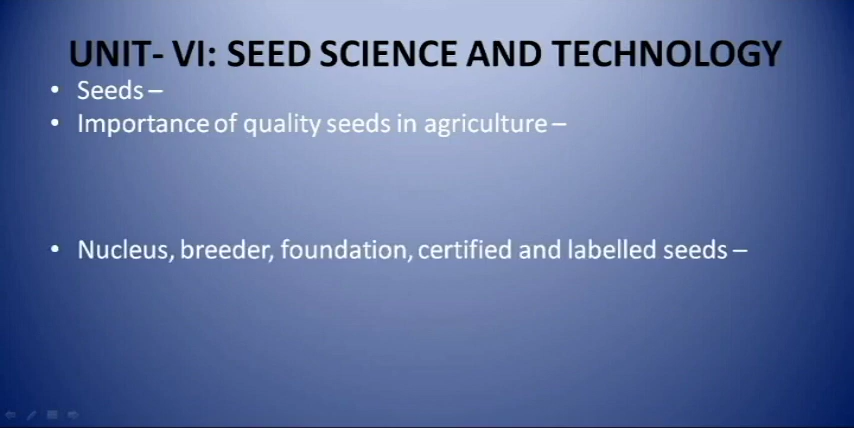 UNIT- VI: SEED SCIENCE AND TECHNOLOGY
• Seeds –
• Importance of quality seeds in agriculture –
• Nucleus, breeder, foundation, certified and labelled seeds –